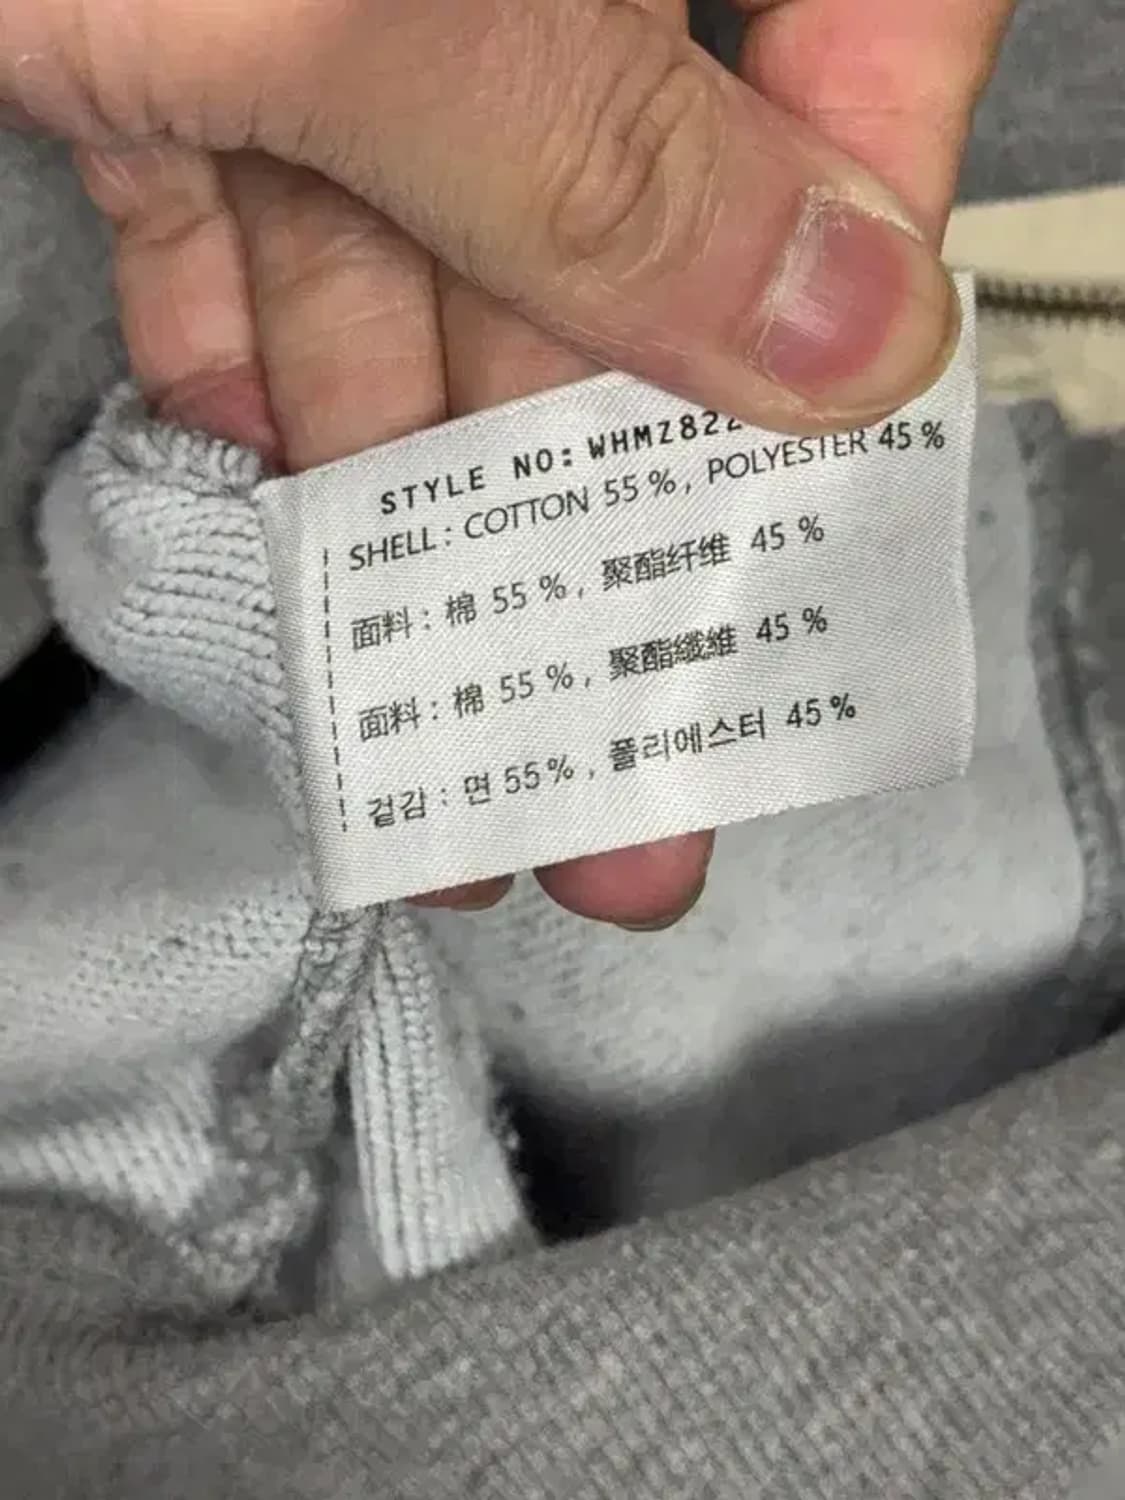 STYLE NO: WHMZ822
SHELL: COTTON 55 %, POLYESTER 45 %
面料: 棉 55 %, 聚酯纤维 45 %
面料: 棉 55 %, 聚酯纖維 45 %
겉감: 면 55%, 폴리에스터 45%